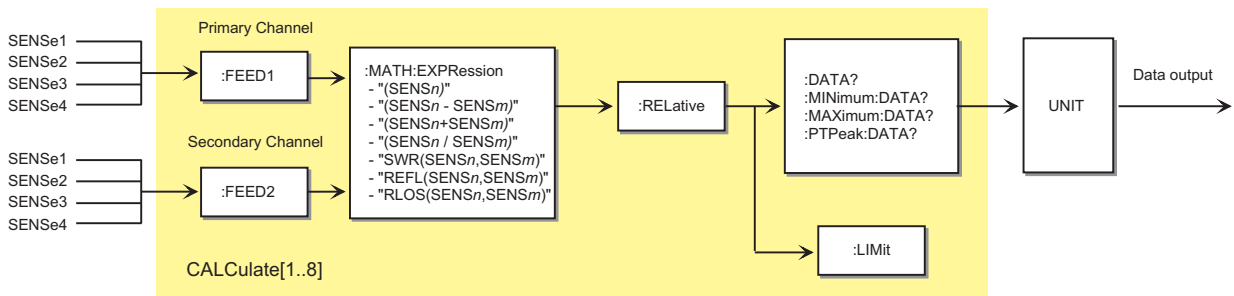 Primary Channel
SENSe1
SENSe2
SENSe3
SENSe4
:FEED1
Secondary Channel
SENSe1
SENSe2
SENSe3
SENSe4
:FEED2
:MATH:EXPRession
- "(SENSn)"
- "(SENSn - SENSm)"
- "(SENSn+SENSm)"
- "(SENSn / SENSm)"
- "SWR(SENSn,SENSm)"
- "REFL(SENSn,SENSm)"
- "RLOS(SENSn,SENSm)"
:RELative
:DATA?
:MINimum:DATA?
:MAXimum:DATA?
:PTPeak:DATA?
:LIMit
UNIT
Data output
CALCulate[1..8]